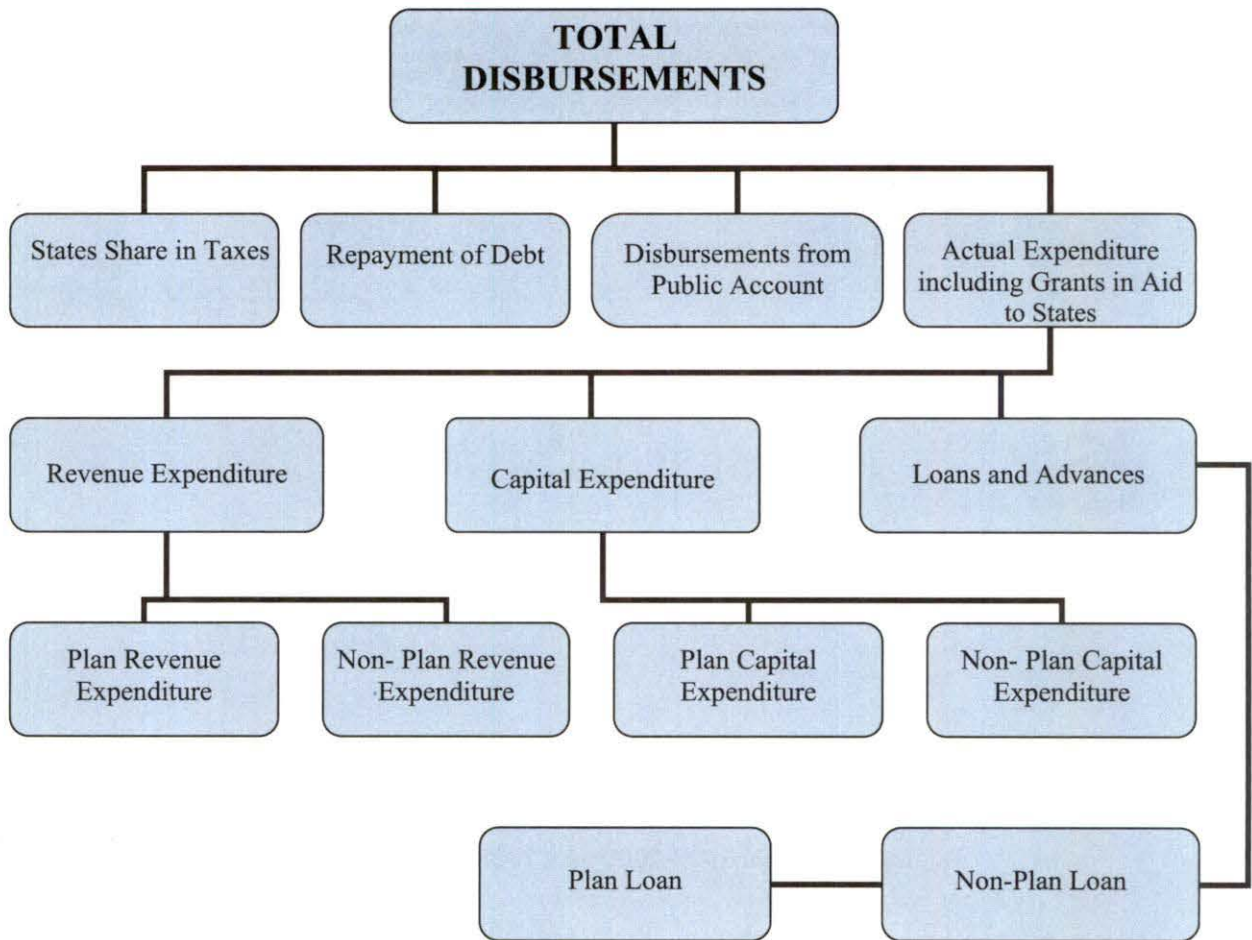 TOTAL
DISBURSEMENTS
States Share in Taxes
Repayment of Debt
Disbursements from
Public Account
Actual Expenditure
including Grants in Aid
to States
Revenue Expenditure
Capital Expenditure
Loans and Advances
Plan Revenue
Expenditure
Non- Plan Revenue
Expenditure
Plan Capital
Expenditure
Non- Plan Capital
Expenditure
Plan Loan
Non-Plan Loan